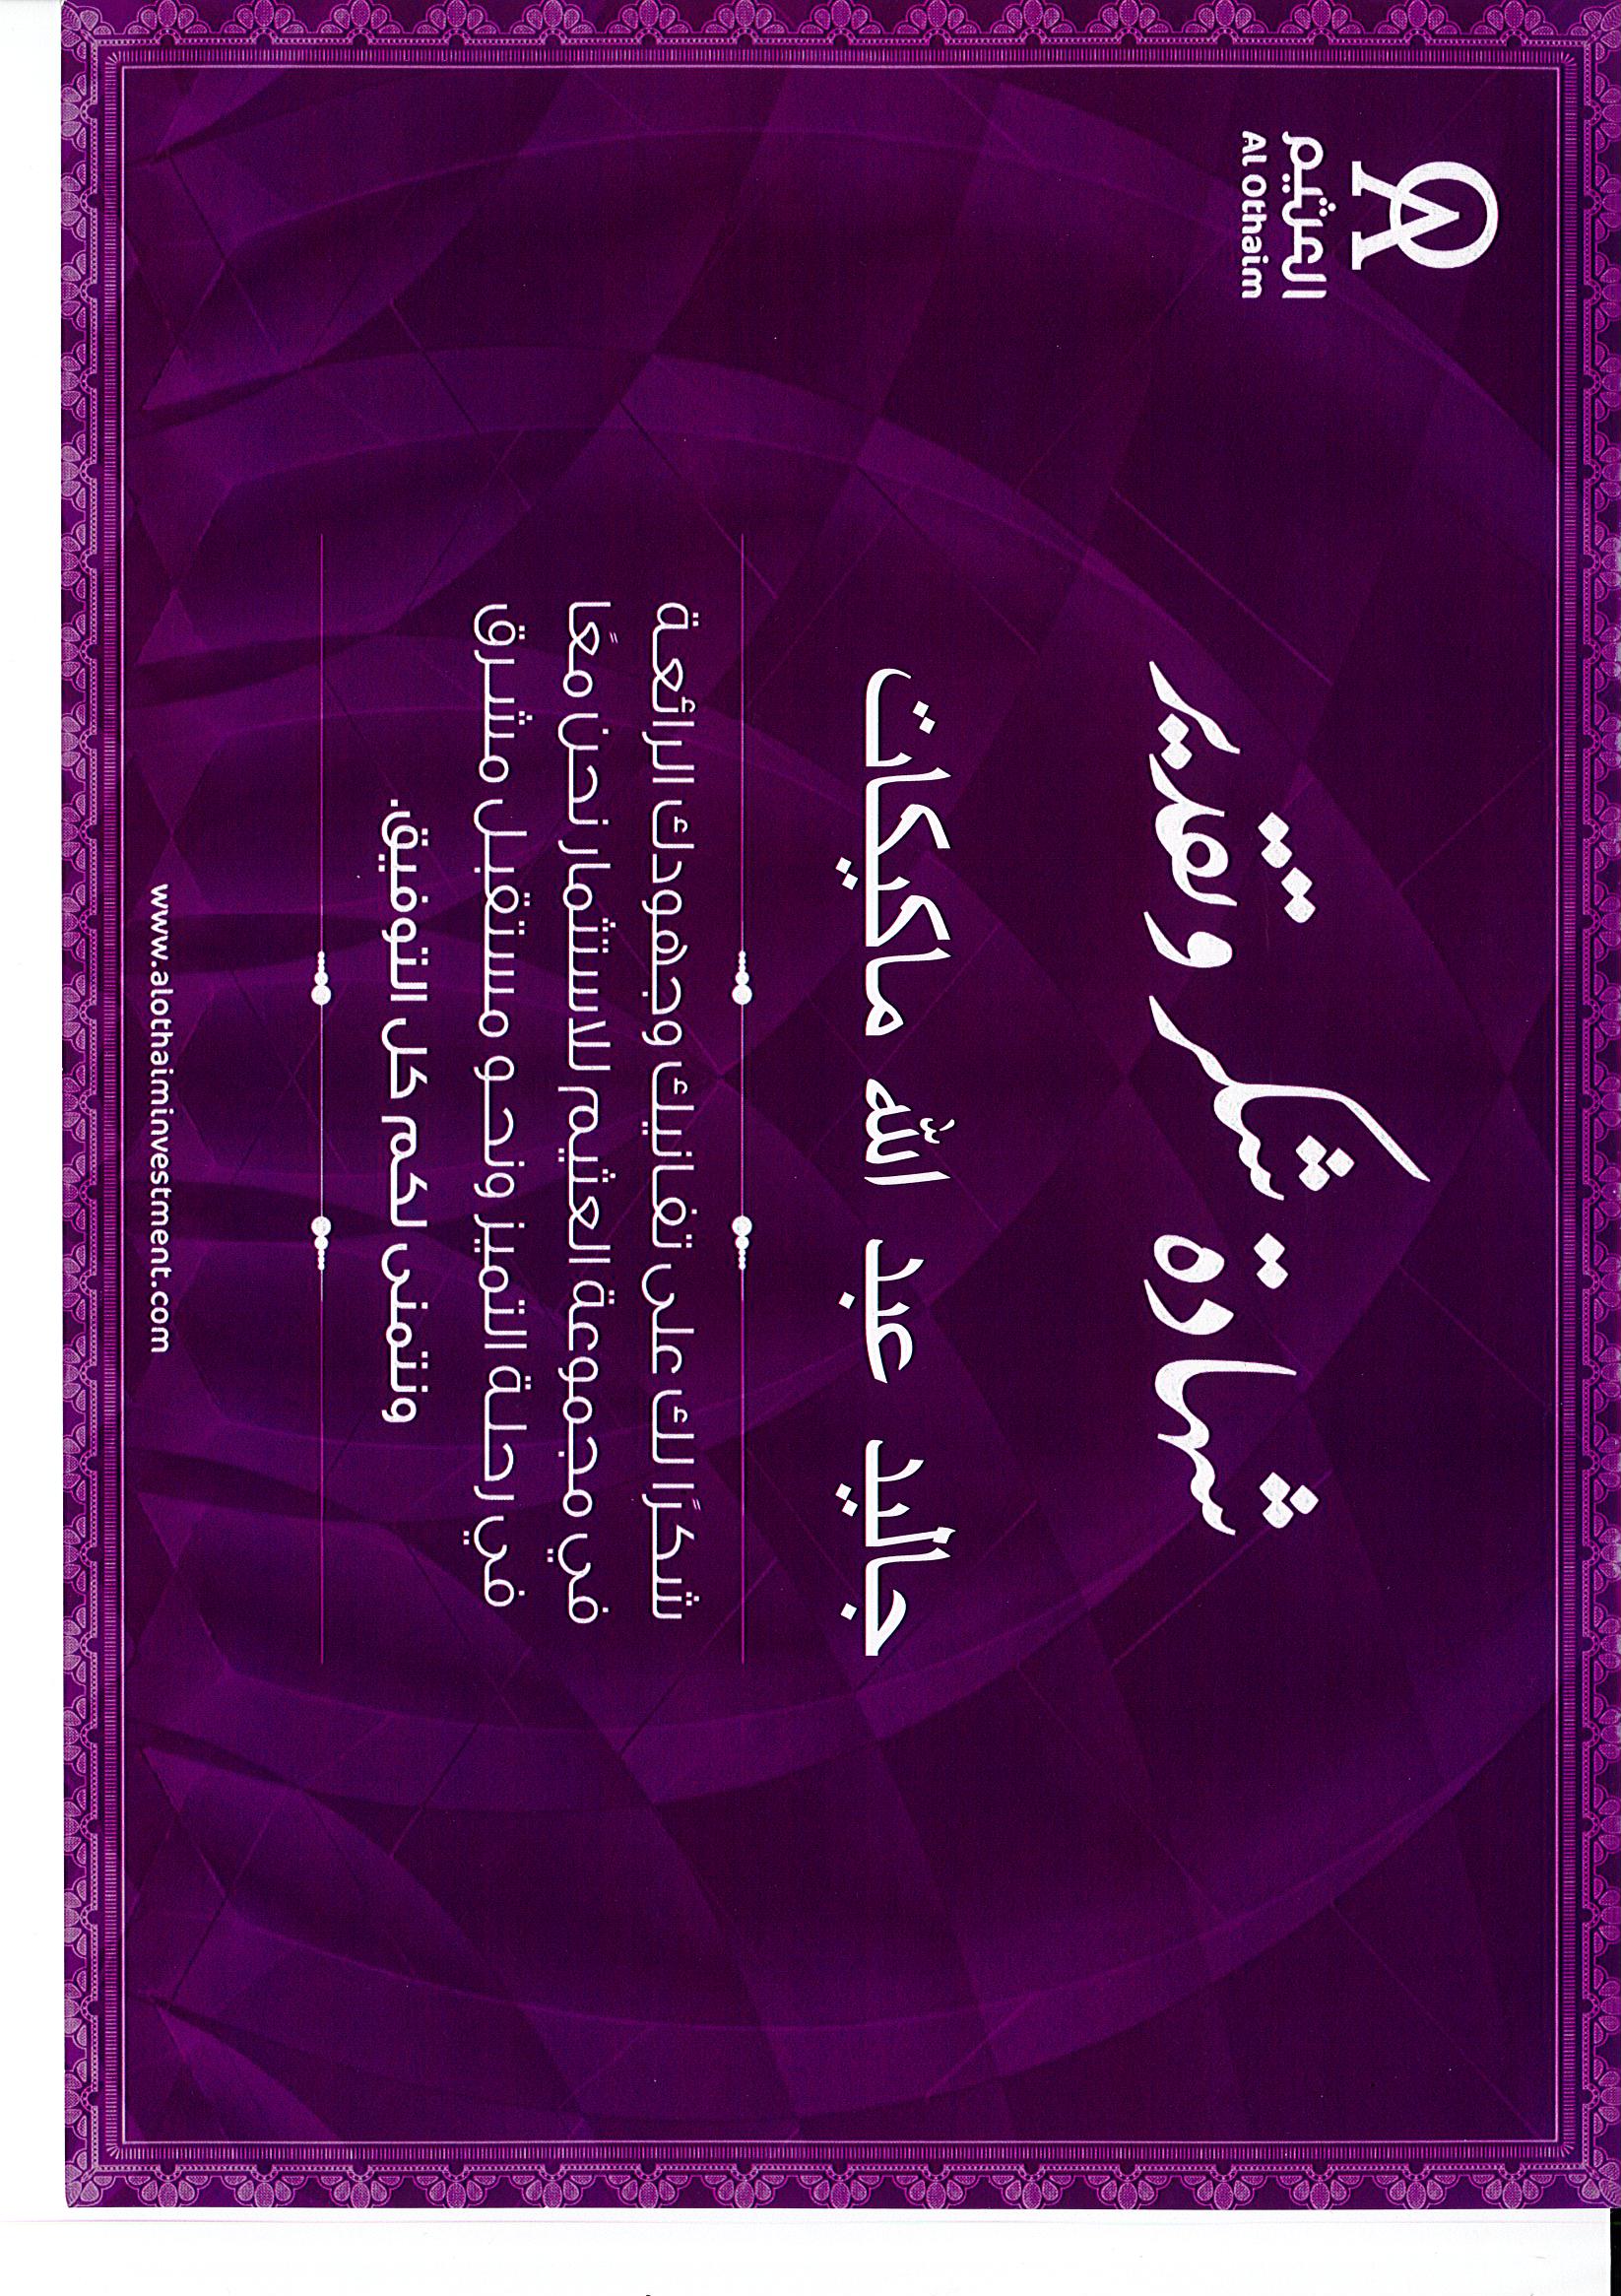 العثيم
Al Othaim
شهادة شكر وتقدير
جاليد عبد الله ماكيكات
شكرًا لك على تفانيك وجهودك الرائعة
في مجموعة العثيم للاستثمار نحن معًا
في رحلة التميز ونحو مستقبل مشرق
ونتمنى لكم كل التوفيق.
www.alothaiminvestment.com